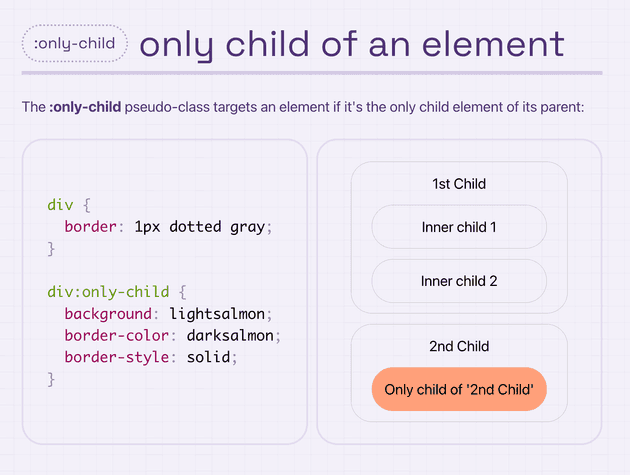 :only-child only child of an element
The :only-child pseudo-class targets an element if it's the only child element of its parent:
div {
  border: 1px dotted gray;
}
div:only-child {
  background: lightsalmon;
  border-color: darksalmon;
  border-style: solid;
}
1st Child
Inner child 1
Inner child 2
2nd Child
Only child of '2nd Child'